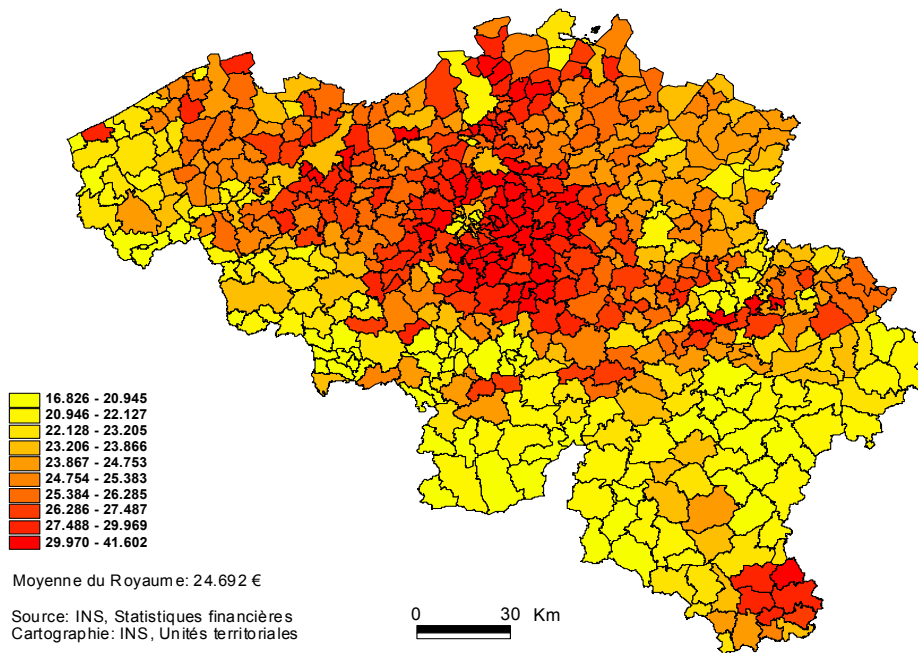 16.826 - 20.945
20.946 - 22.127
22.128 - 23.205
23.206 - 23.866
23.867 - 24.753
24.754 - 25.383
25.384 - 26.285
26.286 - 27.487
27.488 - 29.969
29.970 - 41.602
Moyenne du Royaume: 24.692 €
Source: INS, Statistiques financières
Cartographie: INS, Unités territoriales
0 30 Km